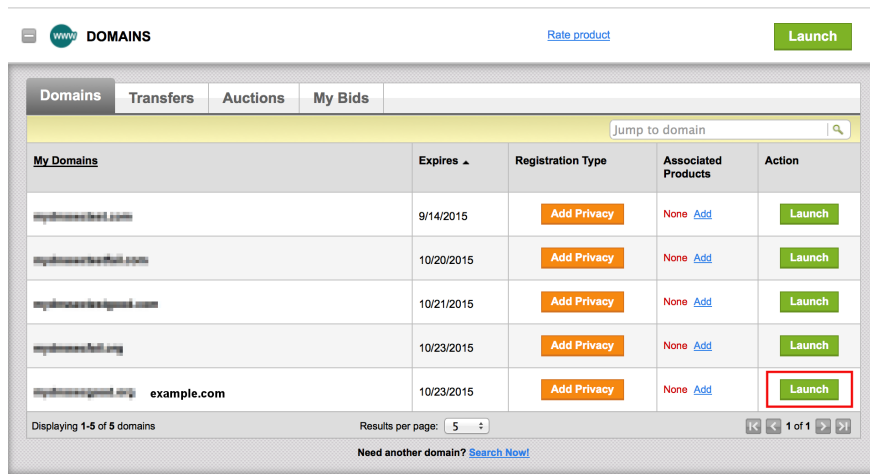 www DOMAINS Rate product Launch
Domains Transfers Auctions My Bids
Jump to domain
My Domains Expires Registration Type Associated Products Action
9/14/2015 Add Privacy None Add Launch
10/20/2015 Add Privacy None Add Launch
10/21/2015 Add Privacy None Add Launch
10/23/2015 Add Privacy None Add Launch
example.com 10/23/2015 Add Privacy None Add Launch
Displaying 1-5 of 5 domains Results per page: 5 1 of 1
Need another domain? Search Now!